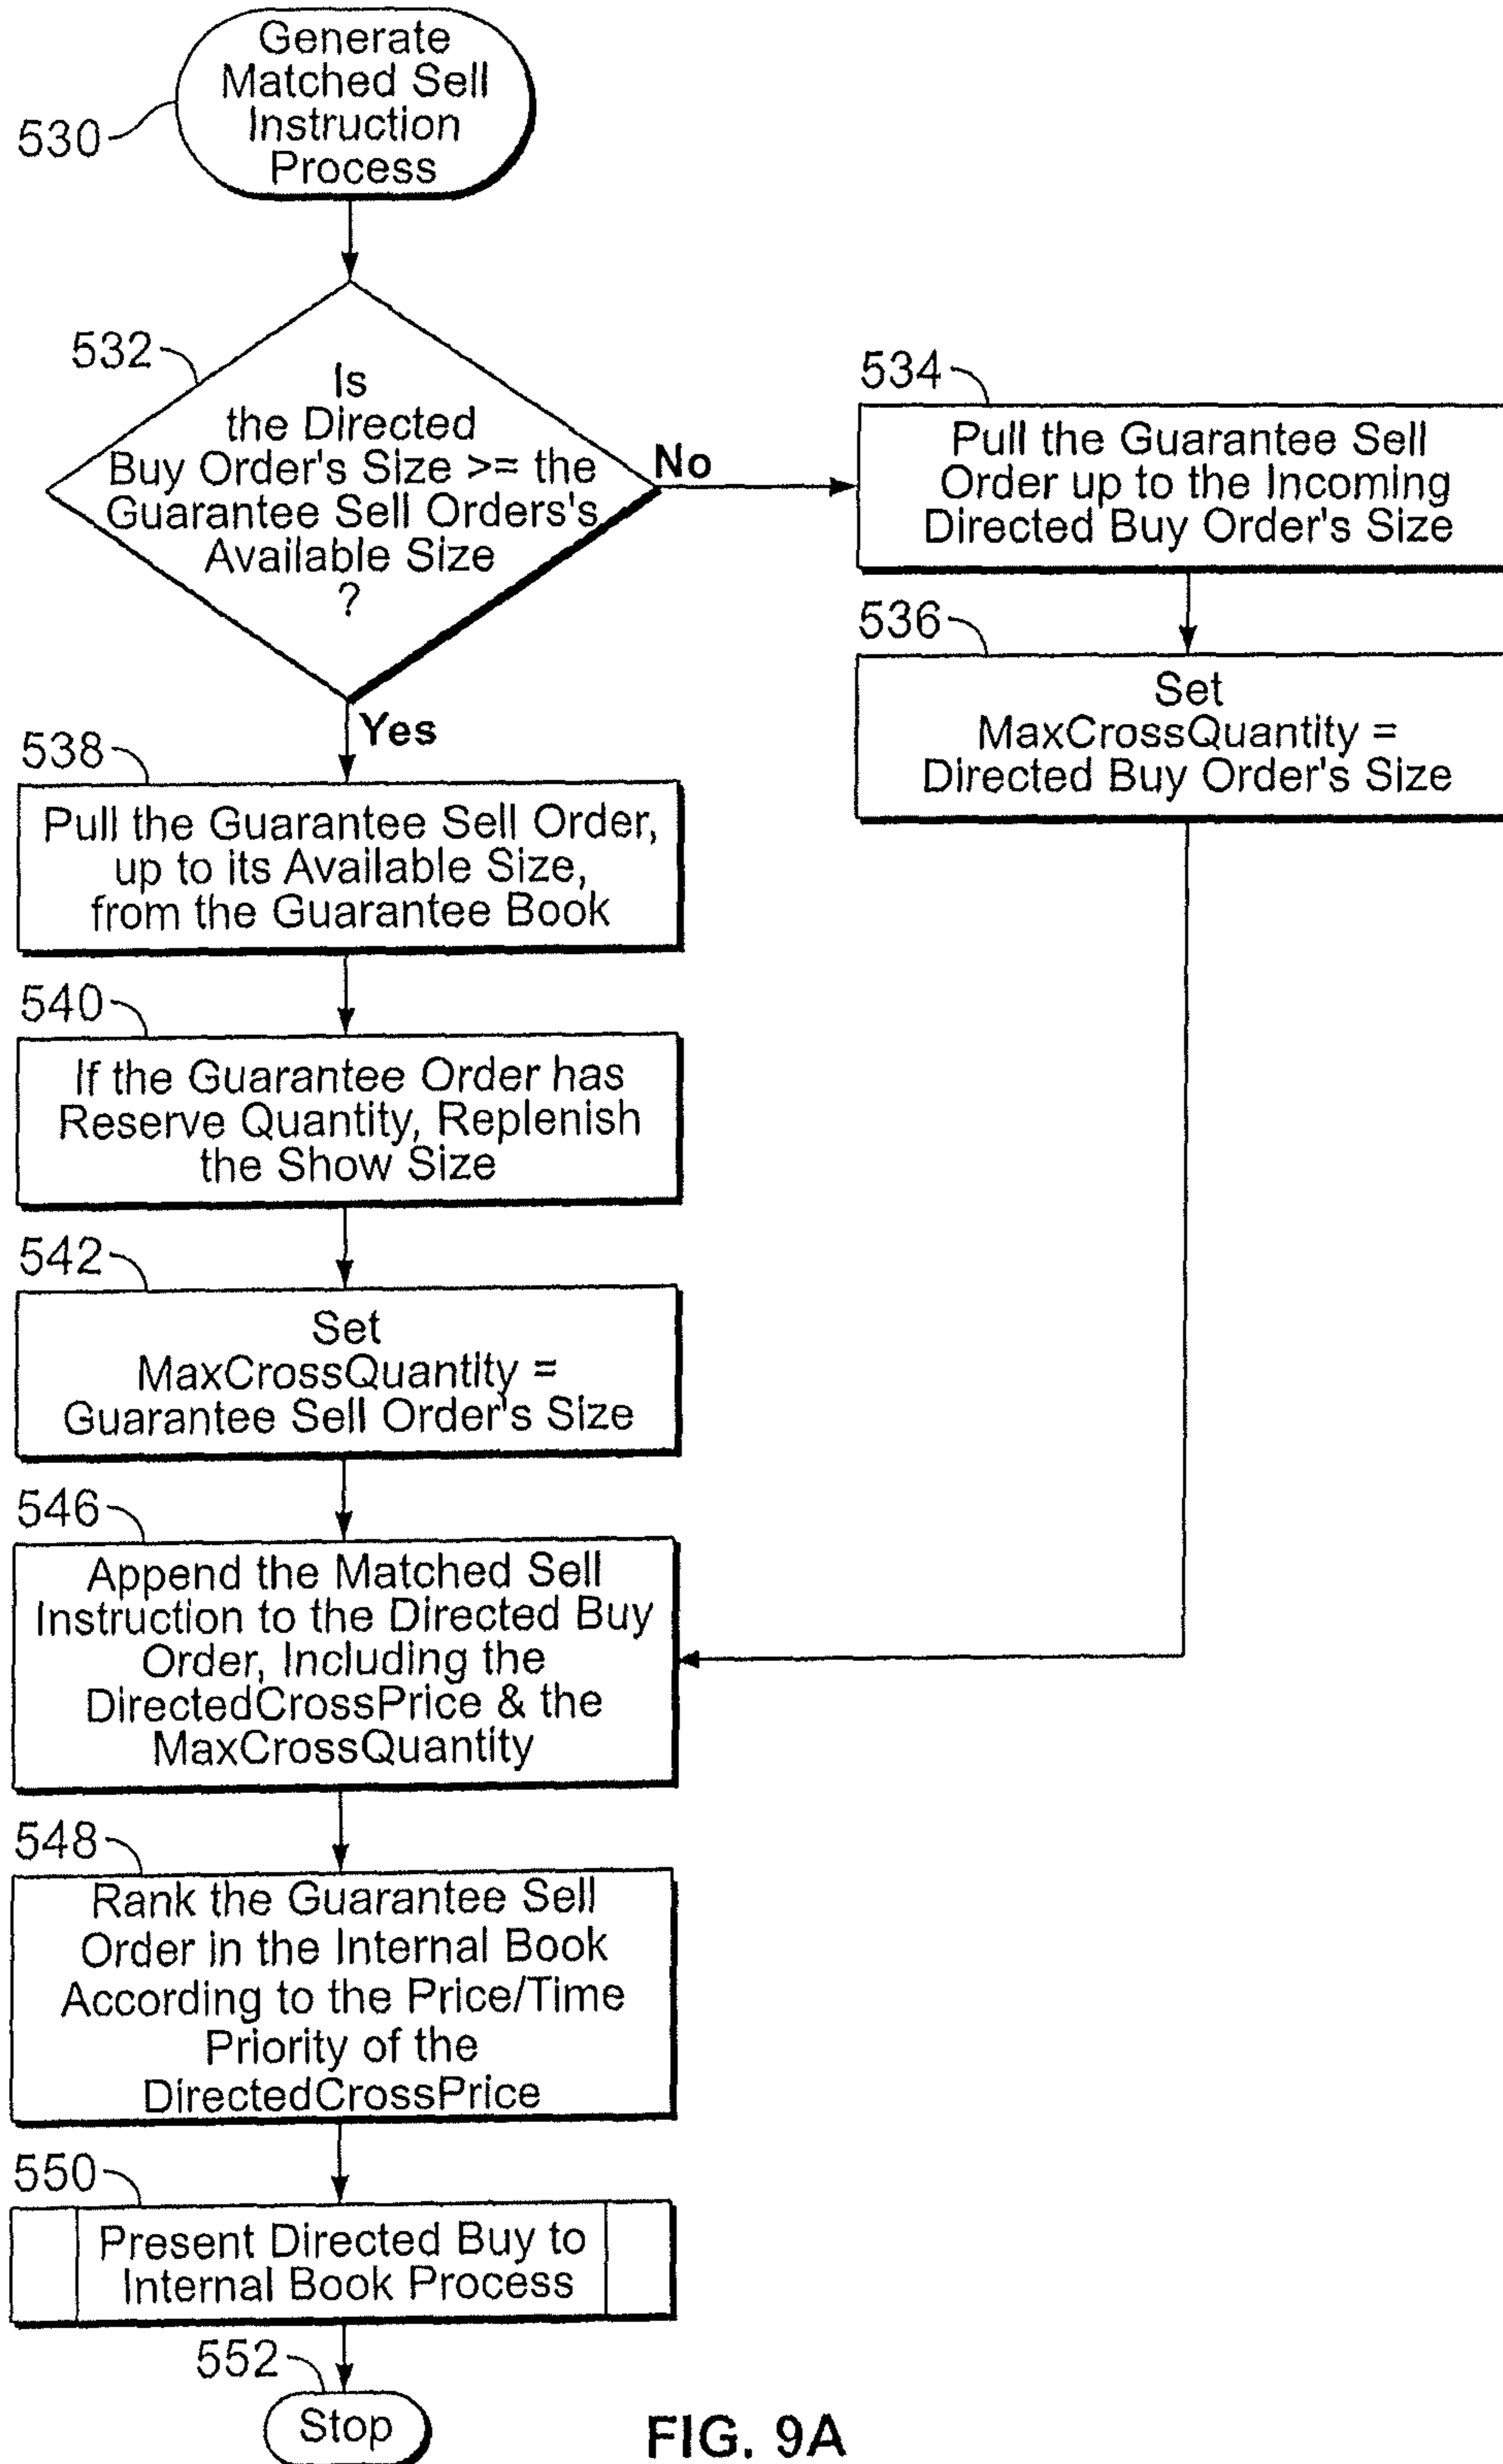 Generate
Matched Sell
Instruction
Process
530
532
Is
the Directed
Buy Order's Size >= the
Guarantee Sell Orders's
Available Size
?
No
534
Pull the Guarantee Sell
Order up to the Incoming
Directed Buy Order's Size
536
Set
MaxCrossQuantity =
Directed Buy Order's Size
Yes
538
Pull the Guarantee Sell Order,
up to its Available Size,
from the Guarantee Book
540
If the Guarantee Order has
Reserve Quantity, Replenish
the Show Size
542
Set
MaxCrossQuantity =
Guarantee Sell Order's Size
546
Append the Matched Sell
Instruction to the Directed Buy
Order, Including the
DirectedCrossPrice & the
MaxCrossQuantity
548
Rank the Guarantee Sell
Order in the Internal Book
According to the Price/Time
Priority of the
DirectedCrossPrice
550
Present Directed Buy to
Internal Book Process
552
Stop
FIG. 9A